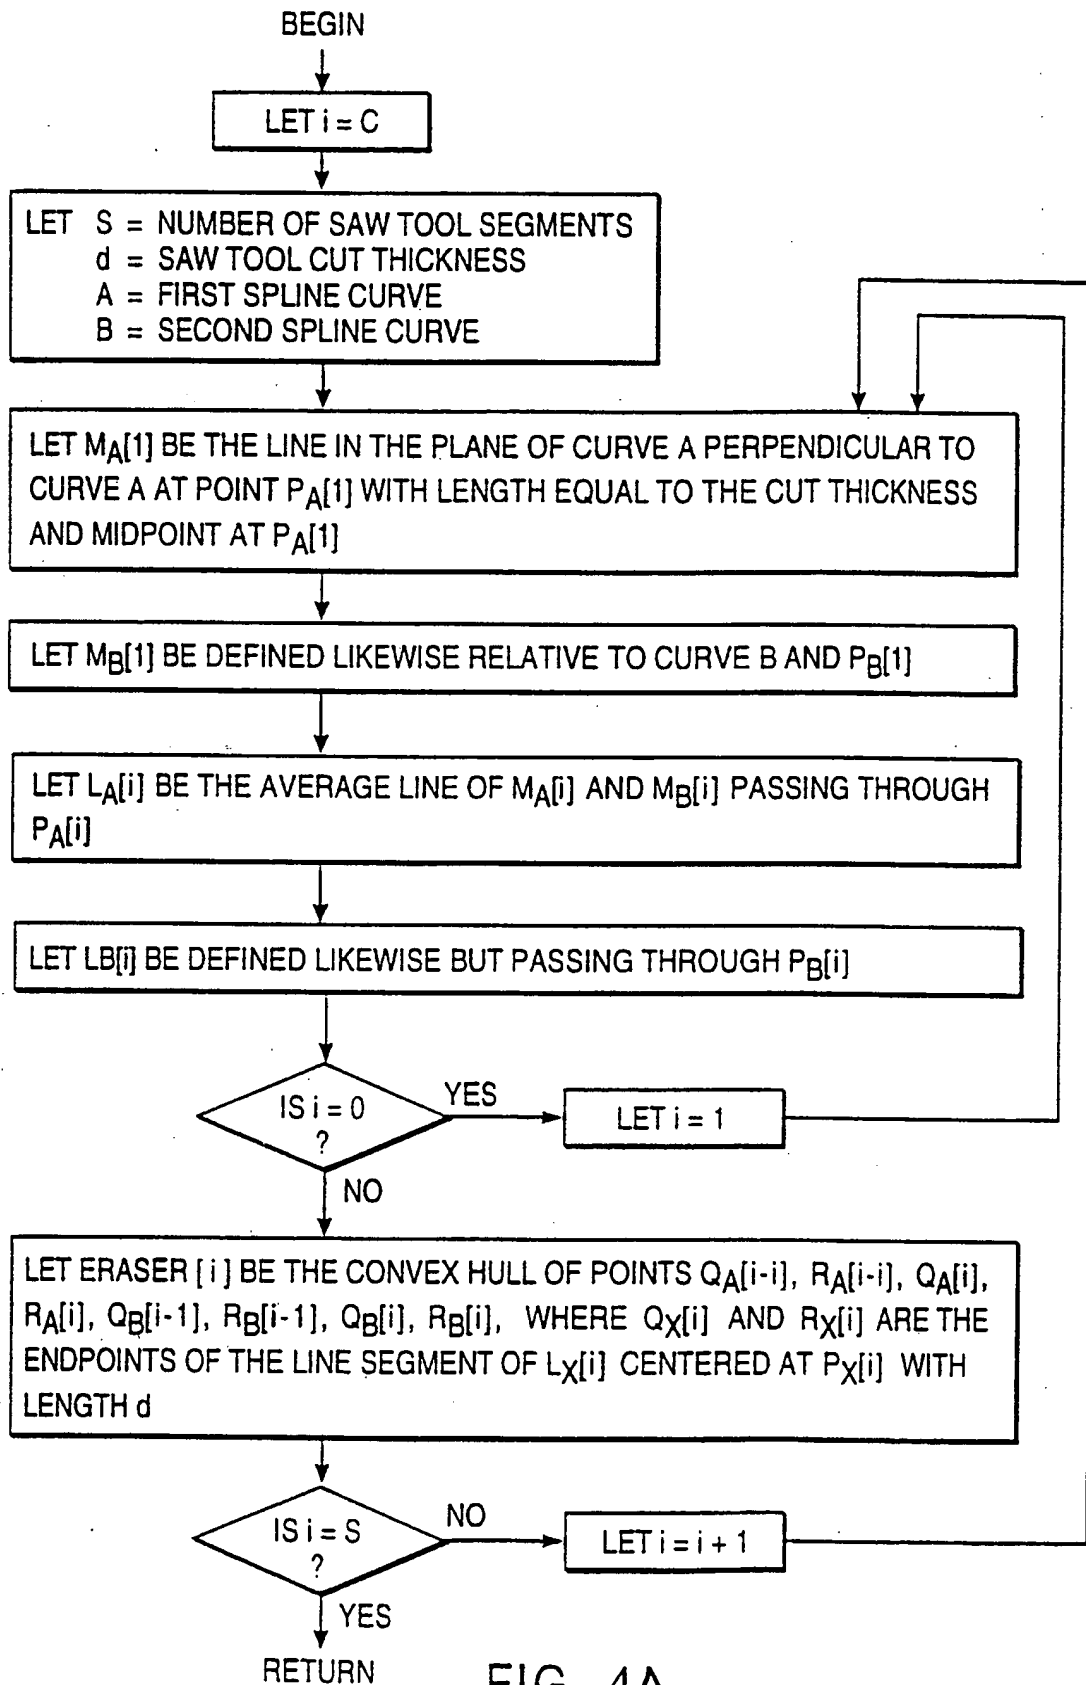 BEGIN
LET i = C
LET S = NUMBER OF SAW TOOL SEGMENTS
d = SAW TOOL CUT THICKNESS
A = FIRST SPLINE CURVE
B = SECOND SPLINE CURVE
LET MA[1] BE THE LINE IN THE PLANE OF CURVE A PERPENDICULAR TO
CURVE A AT POINT PA[1] WITH LENGTH EQUAL TO THE CUT THICKNESS
AND MIDPOINT AT PA[1]
LET MB[1] BE DEFINED LIKEWISE RELATIVE TO CURVE B AND PB[1]
LET LA[i] BE THE AVERAGE LINE OF MA[i] AND MB[i] PASSING THROUGH
PA[i]
LET LB[i] BE DEFINED LIKEWISE BUT PASSING THROUGH PB[i]
IS i = 0
?
YES
LET i = 1
NO
LET ERASER [i] BE THE CONVEX HULL OF POINTS QA[i-i], RA[i-i], QA[i],
RA[i], QB[i-1], RB[i-1], QB[i], RB[i], WHERE QX[i] AND RX[i] ARE THE
ENDPOINTS OF THE LINE SEGMENT OF LX[i] CENTERED AT PX[i] WITH
LENGTH d
IS i = S
?
NO
LET i = i + 1
YES
RETURN
FIG. 4A